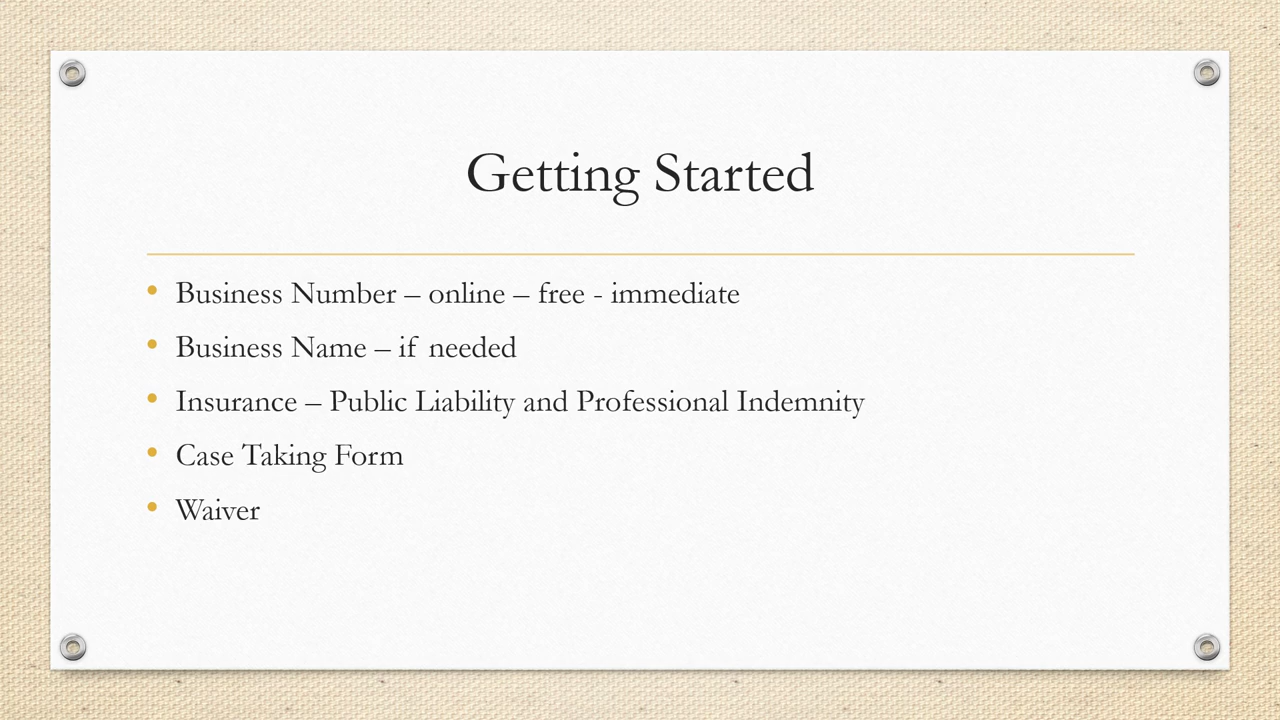 Getting Started
• Business Number – online – free - immediate
• Business Name – if needed
• Insurance – Public Liability and Professional Indemnity
• Case Taking Form
• Waiver